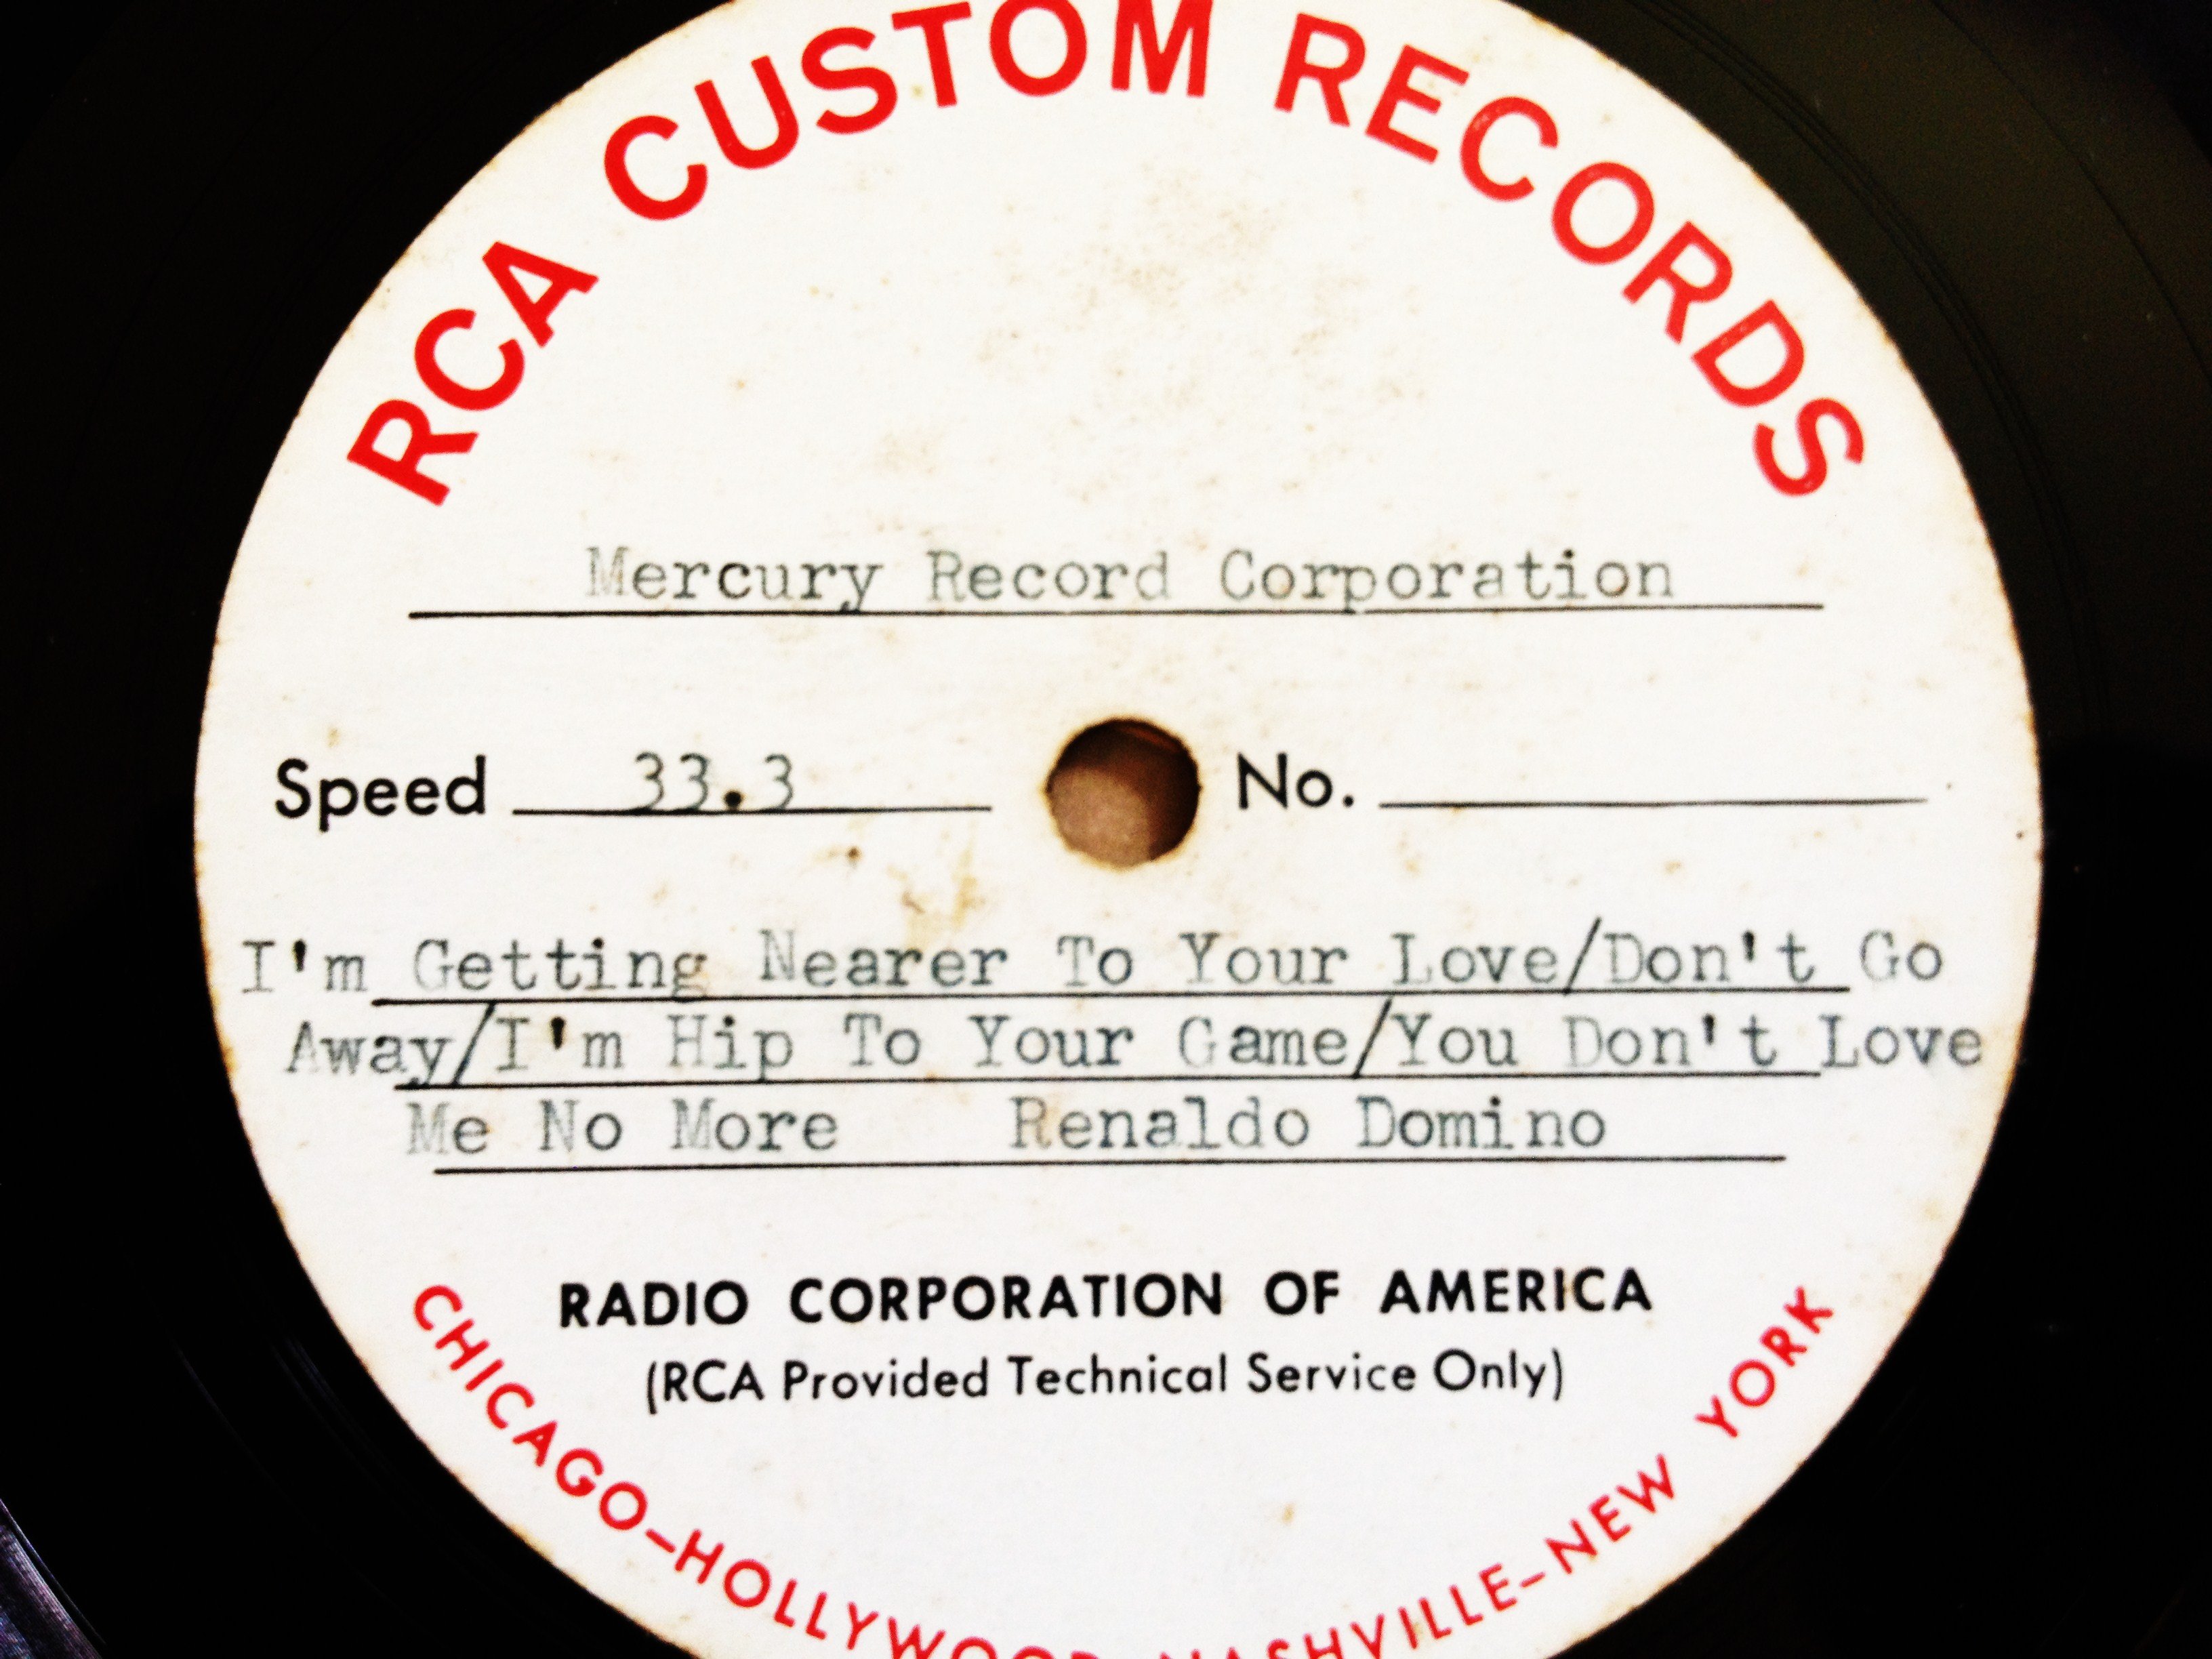 RCA CUSTOM RECORDS
Mercury Record Corporation
Speed 33.3 No.
I'm Getting Nearer To Your Love/Don't Go
Away/I'm Hip To Your Game/You Don't Love
Me No More Renaldo Domino
RADIO CORPORATION OF AMERICA
(RCA Provided Technical Service Only)
CHICAGO-HOLLYWOOD-NASHVILLE-NEW YORK